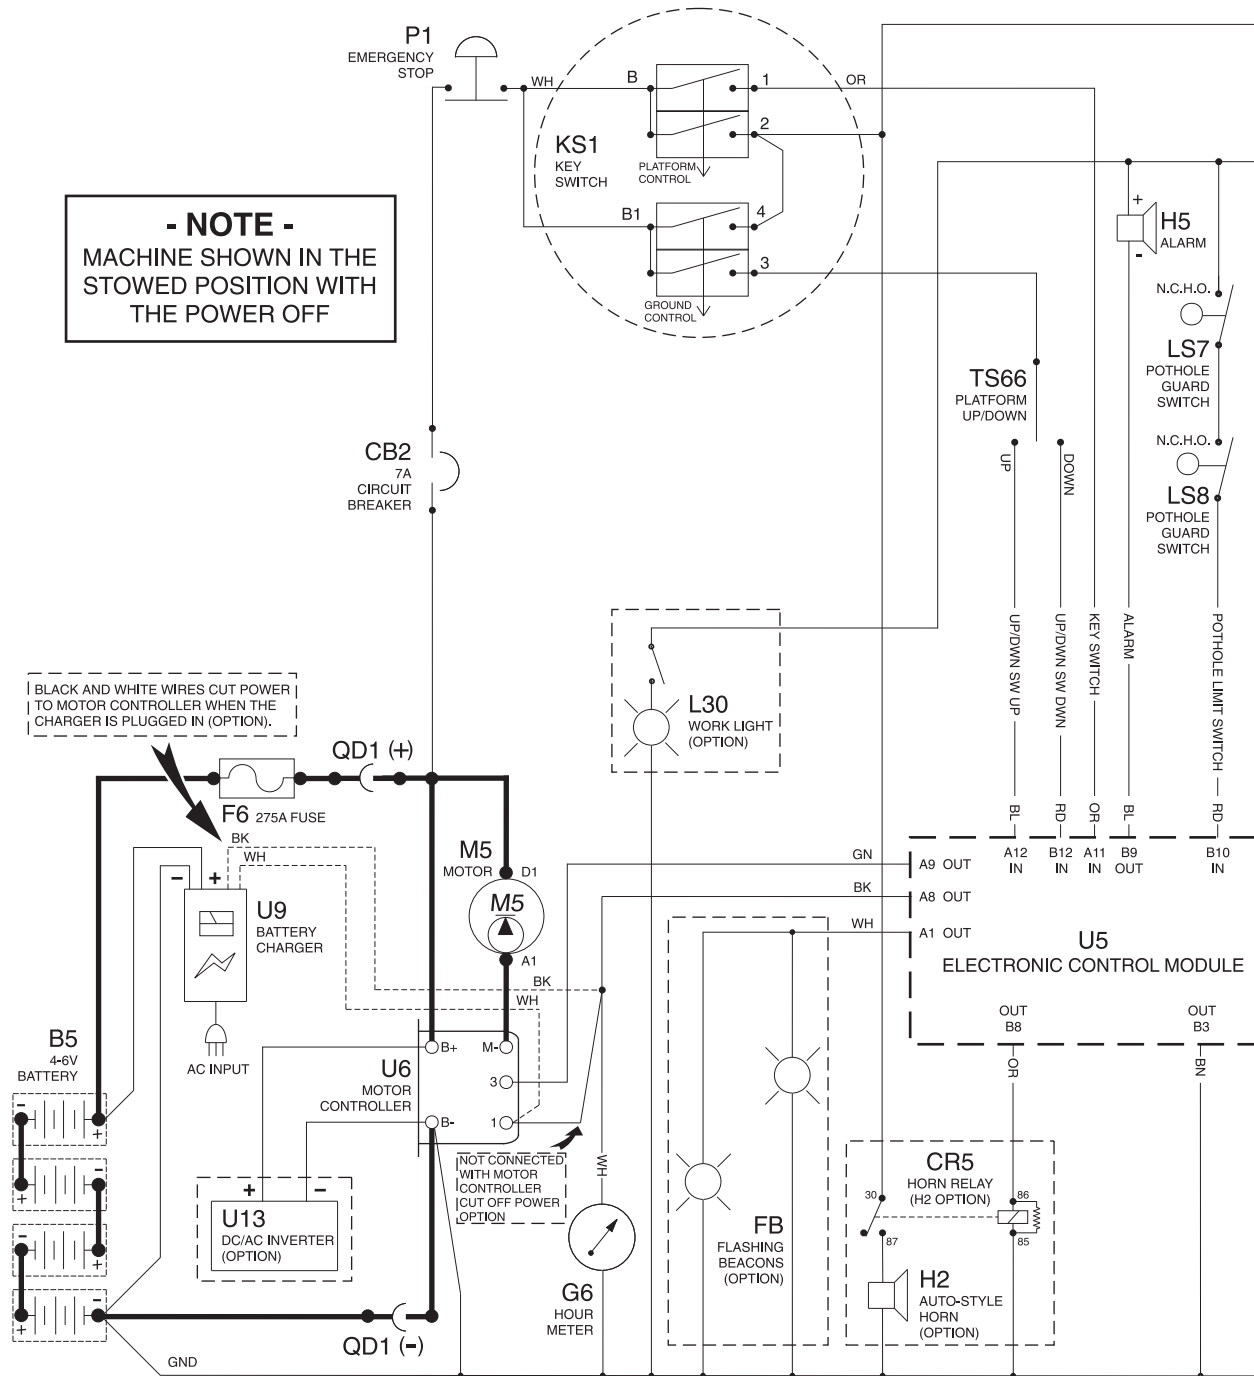 P1
EMERGENCY
STOP
WH
B
1
OR
2
KS1
KEY
SWITCH
PLATFORM
CONTROL
B1
4
3
GROUND
CONTROL
- NOTE -
MACHINE SHOWN IN THE
STOWED POSITION WITH
THE POWER OFF
+
H5
ALARM
-
N.C.H.O.
LS7
POTHOLE
GUARD
SWITCH
TS66
PLATFORM
UP/DOWN
UP
DOWN
N.C.H.O.
LS8
POTHOLE
GUARD
SWITCH
CB2
7A
CIRCUIT
BREAKER
UP/DWN SW UP
UP/DWN SW DWN
KEY SWITCH
ALARM
POTHOLE LIMIT SWITCH
BL
RD
OR
BL
RD
L30
WORK LIGHT
(OPTION)
BLACK AND WHITE WIRES CUT POWER
TO MOTOR CONTROLLER WHEN THE
CHARGER IS PLUGGED IN (OPTION).
QD1 (+)
F6 275A FUSE
BK
WH
- +
U9
BATTERY
CHARGER
AC INPUT
M5
MOTOR
D1
M5
A1
BK
WH
GN
BK
WH
A9 OUT
A8 OUT
A1 OUT
A12
IN
B12
IN
A11
IN
B9
OUT
B10
IN
U5
ELECTRONIC CONTROL MODULE
OUT
B8
OUT
B3
OR
BN
B5
4-6V
BATTERY
-
+
-
+
-
+
-
+
U6
MOTOR
CONTROLLER
B+
M-
3
B-
1
NOT CONNECTED
WITH MOTOR
CONTROLLER
CUT OFF POWER
OPTION
WH
+ -
U13
DC/AC INVERTER
(OPTION)
G6
HOUR
METER
FB
FLASHING
BEACONS
(OPTION)
CR5
HORN RELAY
(H2 OPTION)
30
87
86
85
H2
AUTO-STYLE
HORN
(OPTION)
QD1 (-)
GND